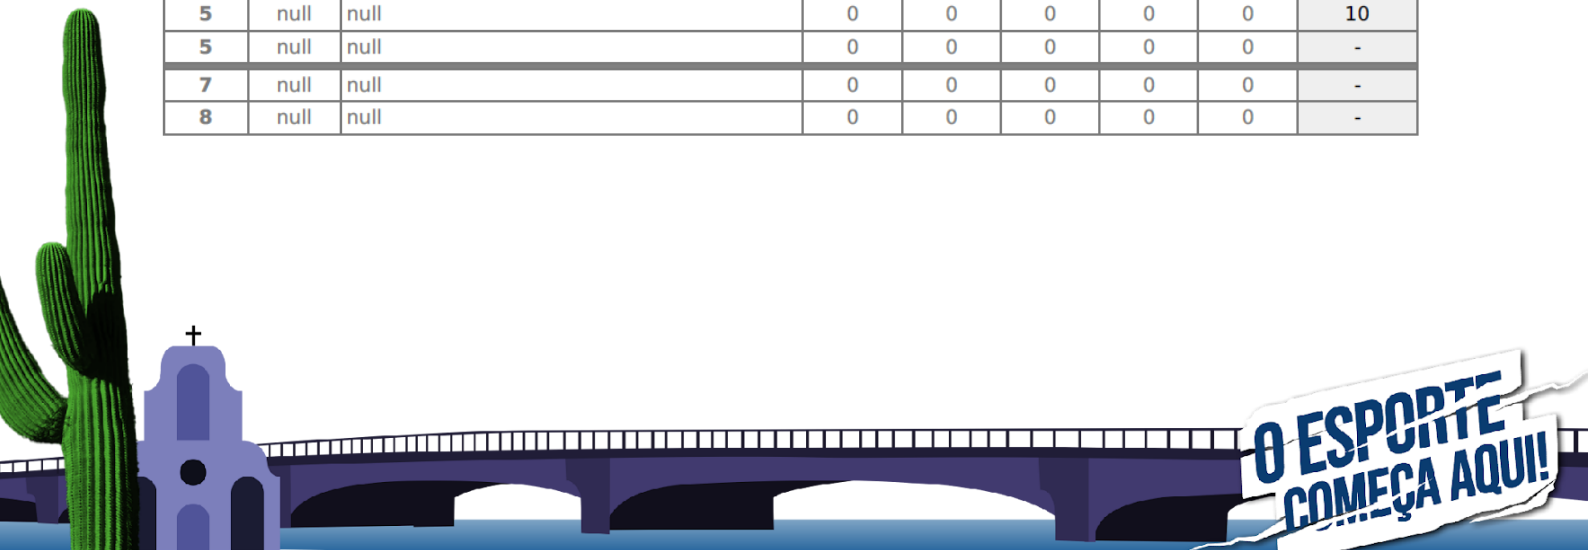 5 null null 0 0 0 0 0 10
5 null null 0 0 0 0 0 -
7 null null 0 0 0 0 0 -
8 null null 0 0 0 0 0 -
O ESPORTE
COMEÇA AQUI!